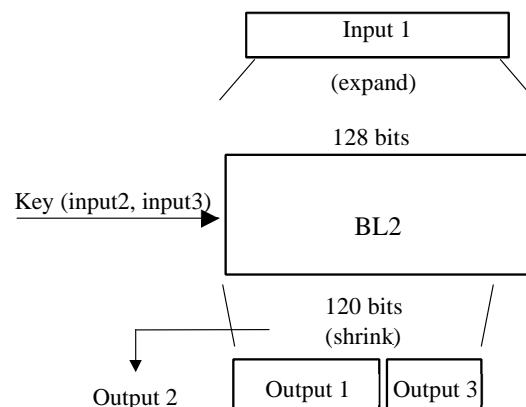 Input 1
(expand)
128 bits
Key (input2, input3)
BL2
120 bits
(shrink)
Output 2
Output 1
Output 3